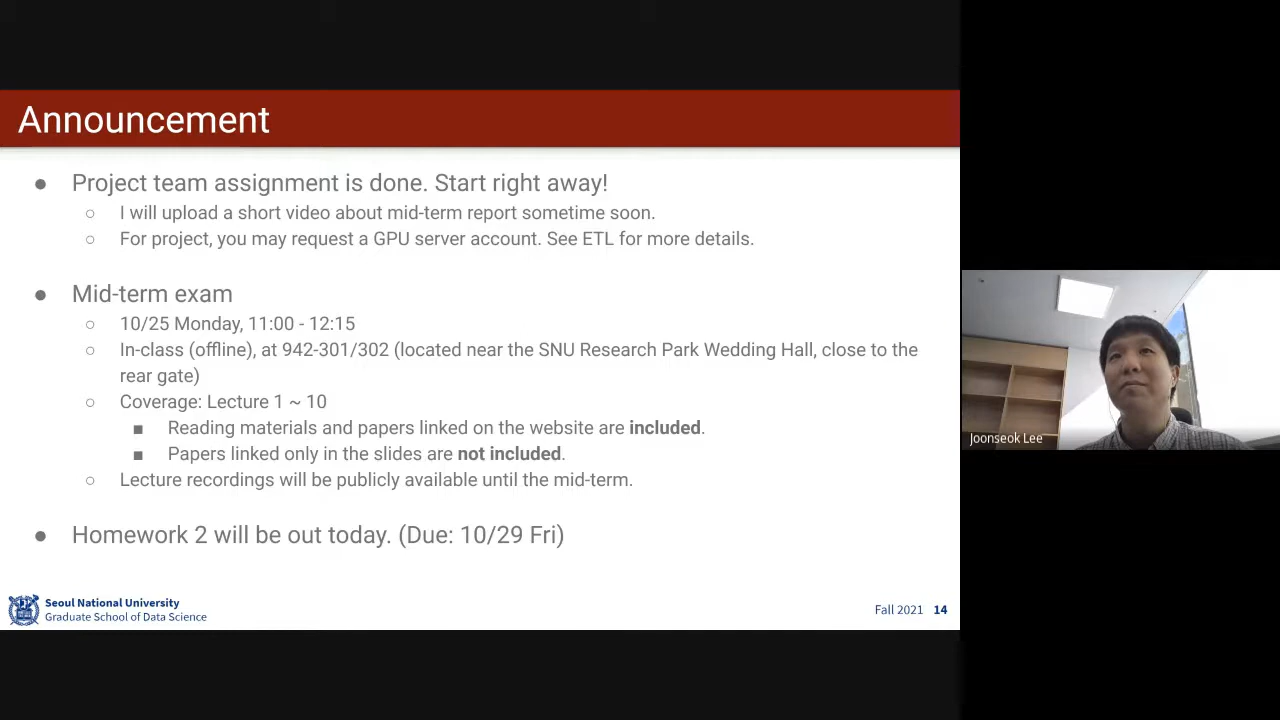 Announcement
● Project team assignment is done. Start right away!
○ I will upload a short video about mid-term report sometime soon.
○ For project, you may request a GPU server account. See ETL for more details.
● Mid-term exam
○ 10/25 Monday, 11:00 - 12:15
○ In-class (offline), at 942-301/302 (located near the SNU Research Park Wedding Hall, close to the
rear gate)
○ Coverage: Lecture 1 ~ 10
■ Reading materials and papers linked on the website are included.
■ Papers linked only in the slides are not included.
○ Lecture recordings will be publicly available until the mid-term.
● Homework 2 will be out today. (Due: 10/29 Fri)
Seoul National University
Graduate School of Data Science
Fall 2021 14
Joonseok Lee